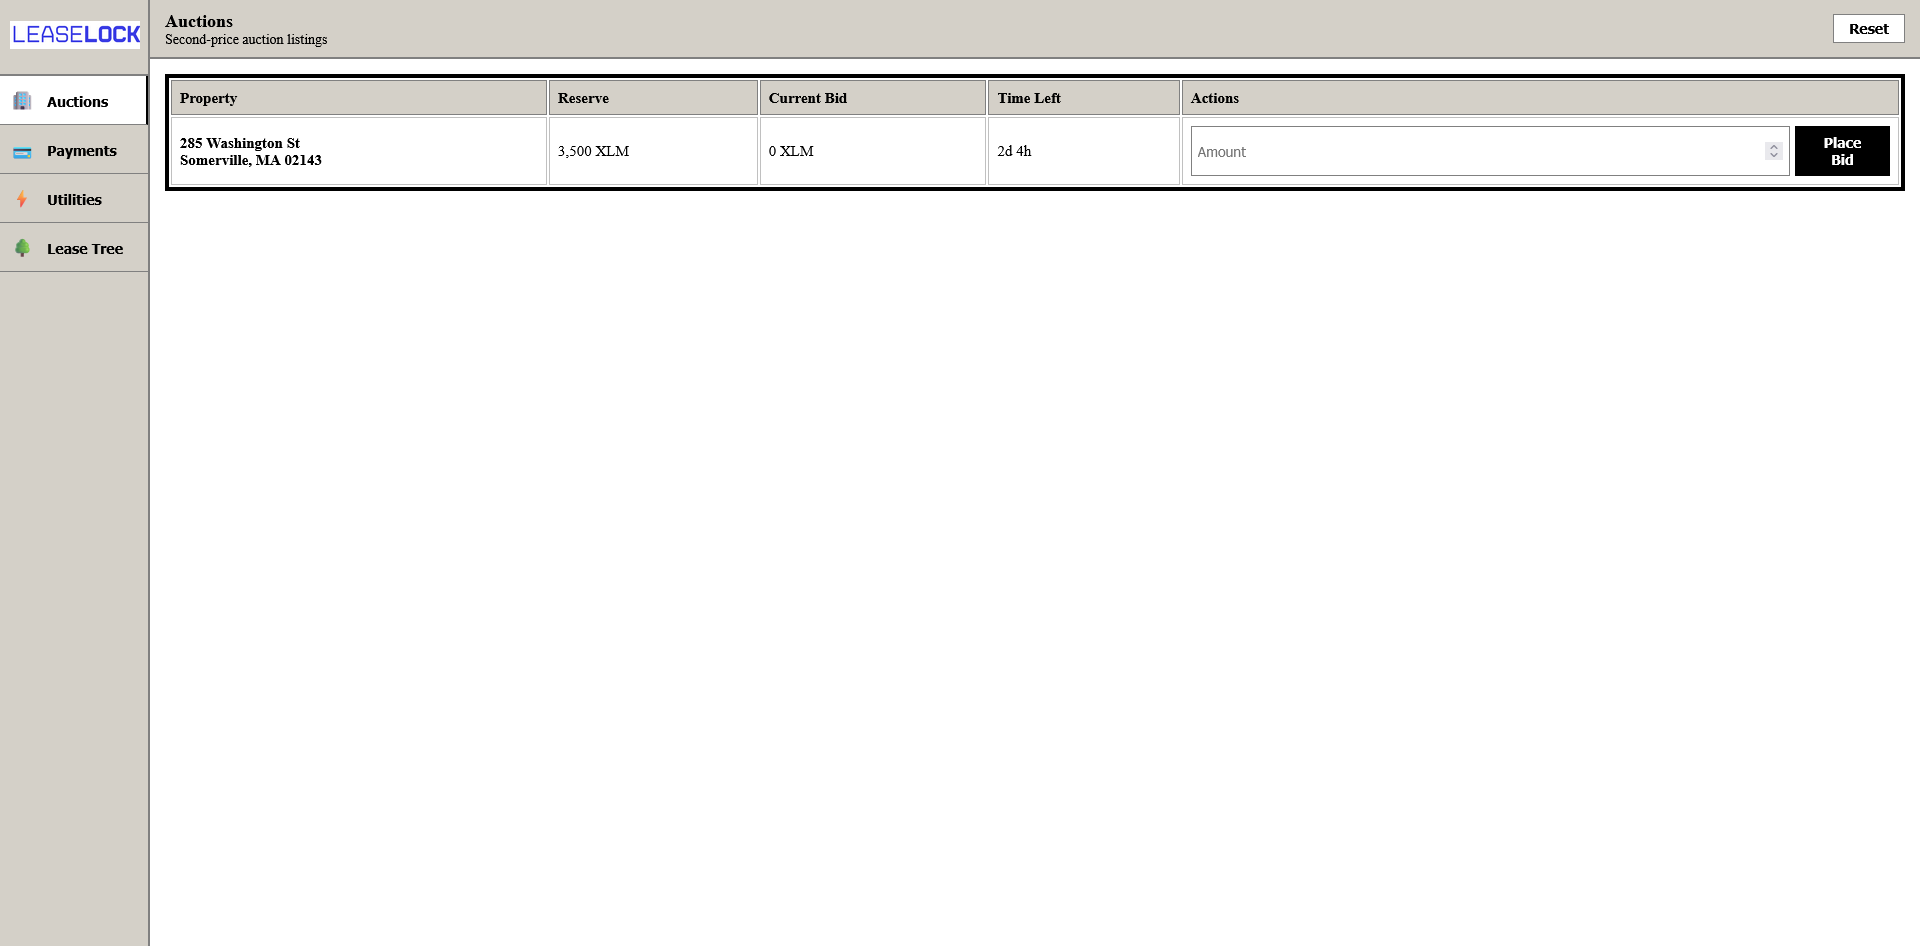 LEASELOCK
Auctions
Second-price auction listings
Reset
Auctions
Payments
Utilities
Lease Tree
Property
Reserve
Current Bid
Time Left
Actions
285 Washington St
Somerville, MA 02143
3,500 XLM
0 XLM
2d 4h
Amount
Place
Bid